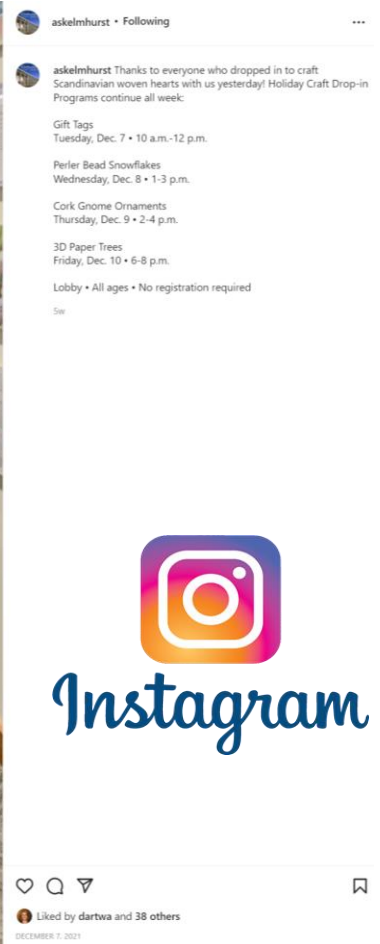 askelmhurst • Following
askelmhurst Thanks to everyone who dropped in to craft
Scandinavian woven hearts with us yesterday! Holiday Craft Drop-in
Programs continue all week:
Gift Tags
Tuesday, Dec. 7 • 10 a.m.-12 p.m.
Perler Bead Snowflakes
Wednesday, Dec. 8 • 1-3 p.m.
Cork Gnome Ornaments
Thursday, Dec. 9 • 2-4 p.m.
3D Paper Trees
Friday, Dec. 10 • 6-8 p.m.
Lobby • All ages • No registration required
5w
Instagram
Liked by dartwa and 38 others
DECEMBER 7, 2021